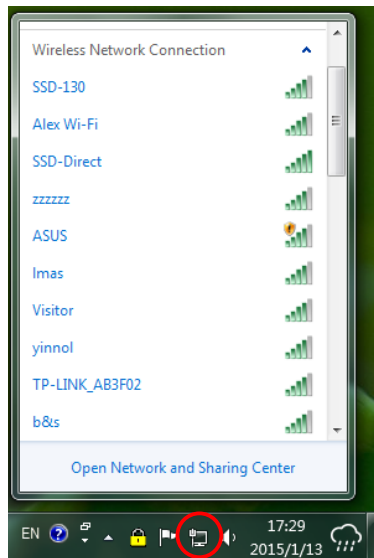 Wireless Network Connection
SSD-130
Alex Wi-Fi
SSD-Direct
zzzzzz
ASUS
Imas
Visitor
yinnol
TP-LINK_AB3F02
b&s
Open Network and Sharing Center
EN ?
17:29
2015/1/13